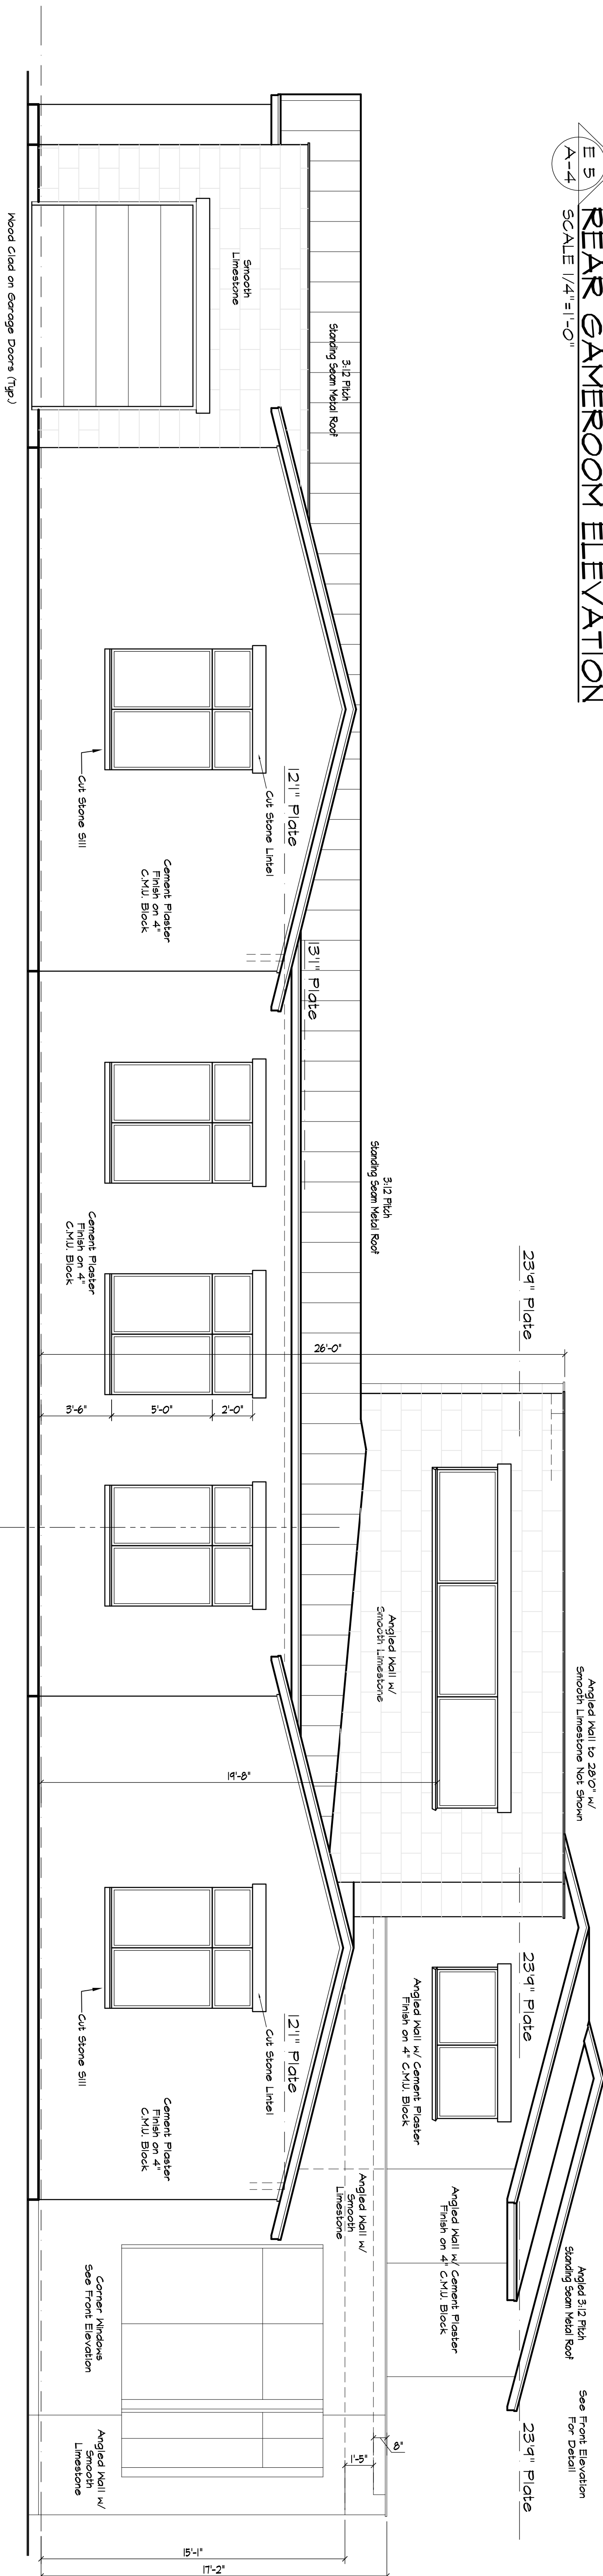 E 5
A-4
REAR GAMEROOM ELEVATION
SCALE 1/4"=1'-0"
Wood Clad on Garage Doors (Typ.)
Smooth
Limestone
3:12 Pitch
Standing Seam Metal Roof
Cut Stone Sill
Cut Stone Lintel
12'1" Plate
Cement Plaster
Finish on 4"
C.M.U. Block
13'1" Plate
3:12 Pitch
Standing Seam Metal Roof
Cement Plaster
Finish on 4"
C.M.U. Block
23'9" Plate
26'-0"
3'-6"
5'-0"
2'-0"
Angled Wall w/
Smooth Limestone
Angled Wall to 28'0" w/
Smooth Limestone Not Shown
19'-8"
Cut Stone Sill
Cut Stone Lintel
12'1" Plate
Cement Plaster
Finish on 4"
C.M.U. Block
23'9" Plate
Angled Wall w/ Cement Plaster
Finish on 4" C.M.U. Block
Angled Wall w/
Smooth
Limestone
Angled Wall w/ Cement Plaster
Finish on 4" C.M.U. Block
Angled 3:12 Pitch
Standing Seam Metal Roof
See Front Elevation
For Detail
23'9" Plate
Corner Windows
See Front Elevation
Angled Wall w/
Smooth
Limestone
1'-5"
8"
15'-1"
17'-2"